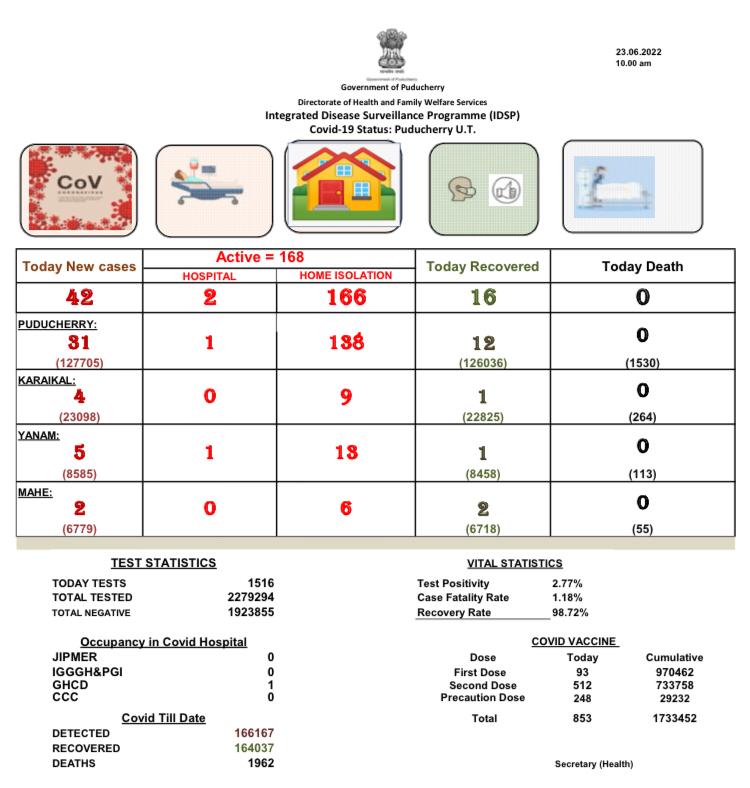 23.06.2022
10.00 am
Government of Puducherry
Government of Puducherry
Directorate of Health and Family Welfare Services
Integrated Disease Surveillance Programme (IDSP)
Covid-19 Status: Puducherry U.T.
CoV
CORONAVIRUS
Today New cases Active = 168 Today Recovered Today Death
HOSPITAL HOME ISOLATION
42 2 166 16 0
PUDUCHERRY:
31 1 138 12 0
(127705) (126036) (1530)
KARAIKAL:
4 0 9 1 0
(23098) (22825) (264)
YANAM:
5 1 13 1 0
(8585) (8458) (113)
MAHE:
2 0 6 2 0
(6779) (6718) (55)
TEST STATISTICS
TODAY TESTS 1516
TOTAL TESTED 2279294
TOTAL NEGATIVE 1923855
VITAL STATISTICS
Test Positivity 2.77%
Case Fatality Rate 1.18%
Recovery Rate 98.72%
Occupancy in Covid Hospital
JIPMER 0
IGGGH&PGI 0
GHCD 1
CCC 0
COVID VACCINE
Dose Today Cumulative
First Dose 93 970462
Second Dose 512 733758
Precaution Dose 248 29232
Total 853 1733452
Covid Till Date
DETECTED 166167
RECOVERED 164037
DEATHS 1962
Secretary (Health)